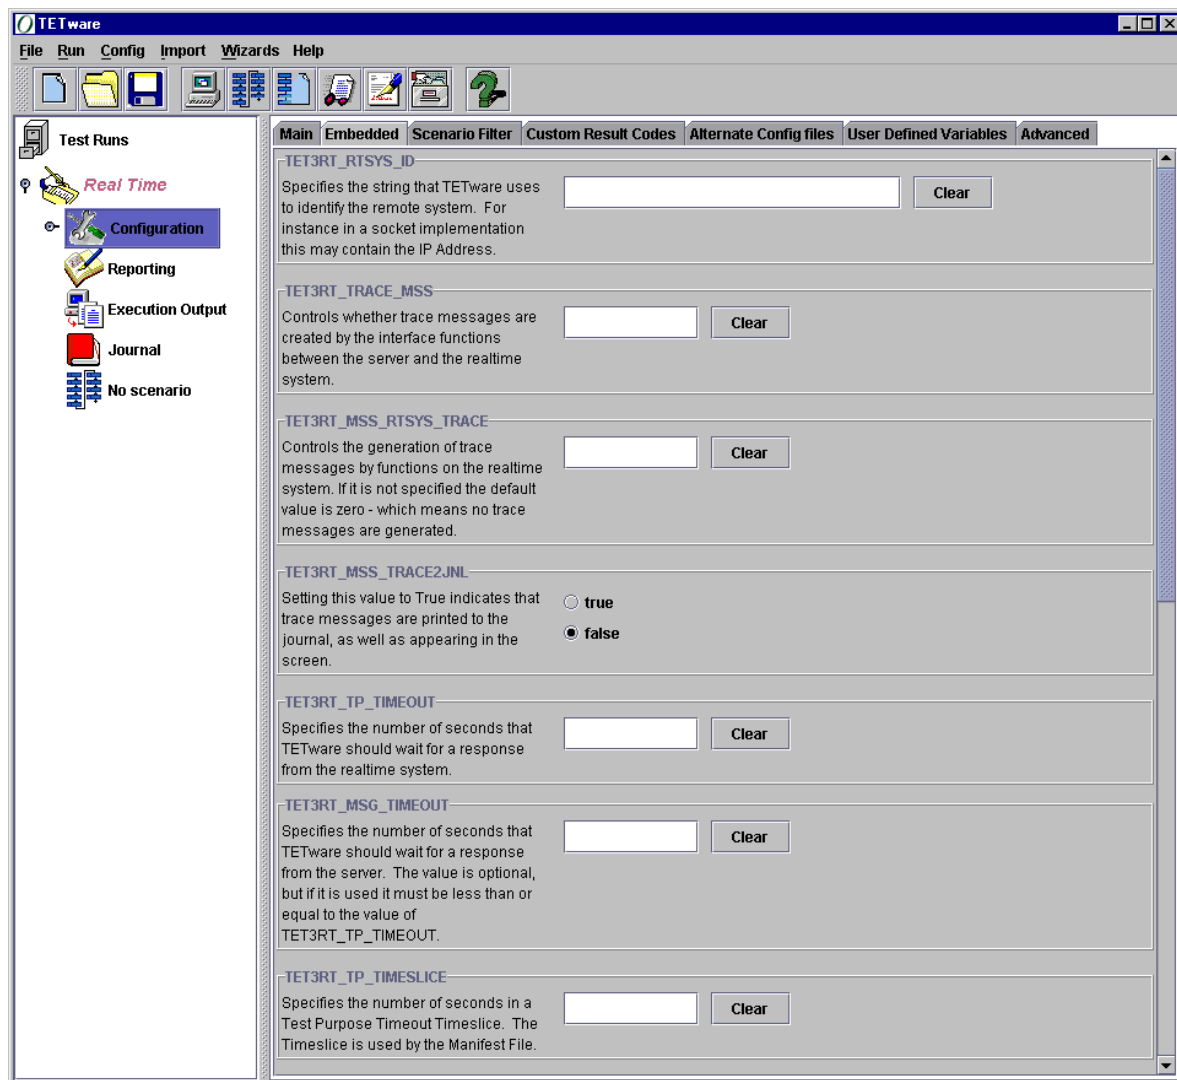 TETware
File Run Config Import Wizards Help
Test Runs
Real Time
Configuration
Reporting
Execution Output
Journal
No scenario
Main Embedded Scenario Filter Custom Result Codes Alternate Config files User Defined Variables Advanced
TET3RT_RTSYS_ID
Specifies the string that TETware uses
to identify the remote system. For
instance in a socket implementation
this may contain the IP Address.
Clear
TET3RT_TRACE_MSS
Controls whether trace messages are
created by the interface functions
between the server and the realtime
system.
Clear
TET3RT_MSS_RTSYS_TRACE
Controls the generation of trace
messages by functions on the realtime
system. If it is not specified the default
value is zero - which means no trace
messages are generated.
Clear
TET3RT_MSS_TRACE2JNL
Setting this value to True indicates that
trace messages are printed to the
journal, as well as appearing in the
screen.
true
false
TET3RT_TP_TIMEOUT
Specifies the number of seconds that
TETware should wait for a response
from the realtime system.
Clear
TET3RT_MSG_TIMEOUT
Specifies the number of seconds that
TETware should wait for a response
from the server. The value is optional,
but if it is used it must be less than or
equal to the value of
TET3RT_TP_TIMEOUT.
Clear
TET3RT_TP_TIMESLICE
Specifies the number of seconds in a
Test Purpose Timeout Timeslice. The
Timeslice is used by the Manifest File.
Clear